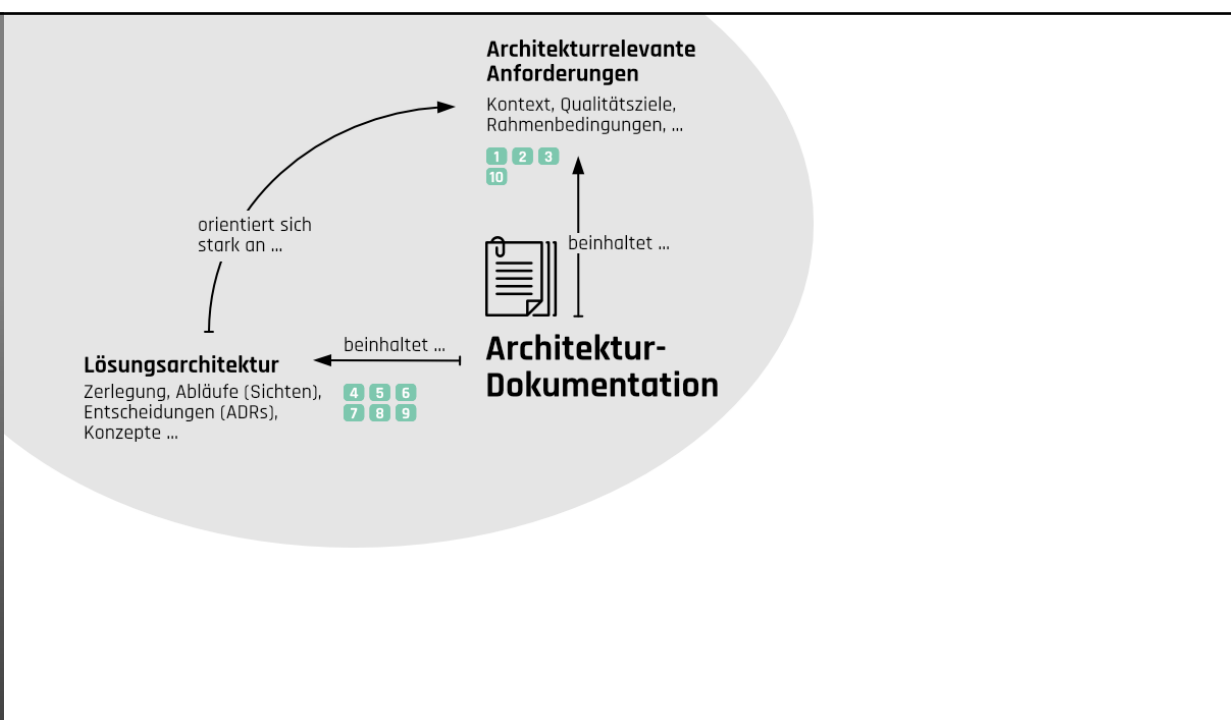 Architekturrelevante
Anforderungen
Kontext, Qualitätsziele,
Rahmenbedingungen, ...
1 2 3
10
orientiert sich
stark an ...
beinhaltet ...
beinhaltet ...
Architektur-
Dokumentation
Lösungsarchitektur
Zerlegung, Abläufe (Sichten),
Entscheidungen (ADRs),
Konzepte ...
4 5 6
7 8 9